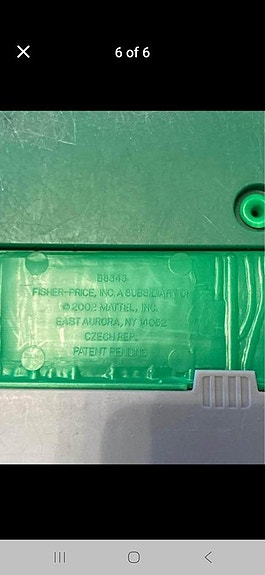 6 of 6
B8343
FISHER-PRICE, INC. A SUBSIDIARY OF
© 2002 MATTEL, INC.
EAST AURORA, NY 14052
CZECH REP.
PATENT PENDING